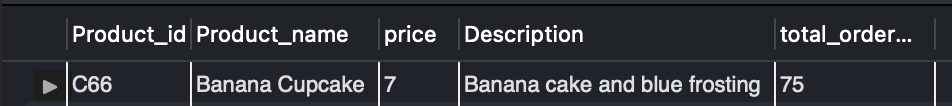 Product_id Product_name price Description total_order...
C66 Banana Cupcake 7 Banana cake and blue frosting 75